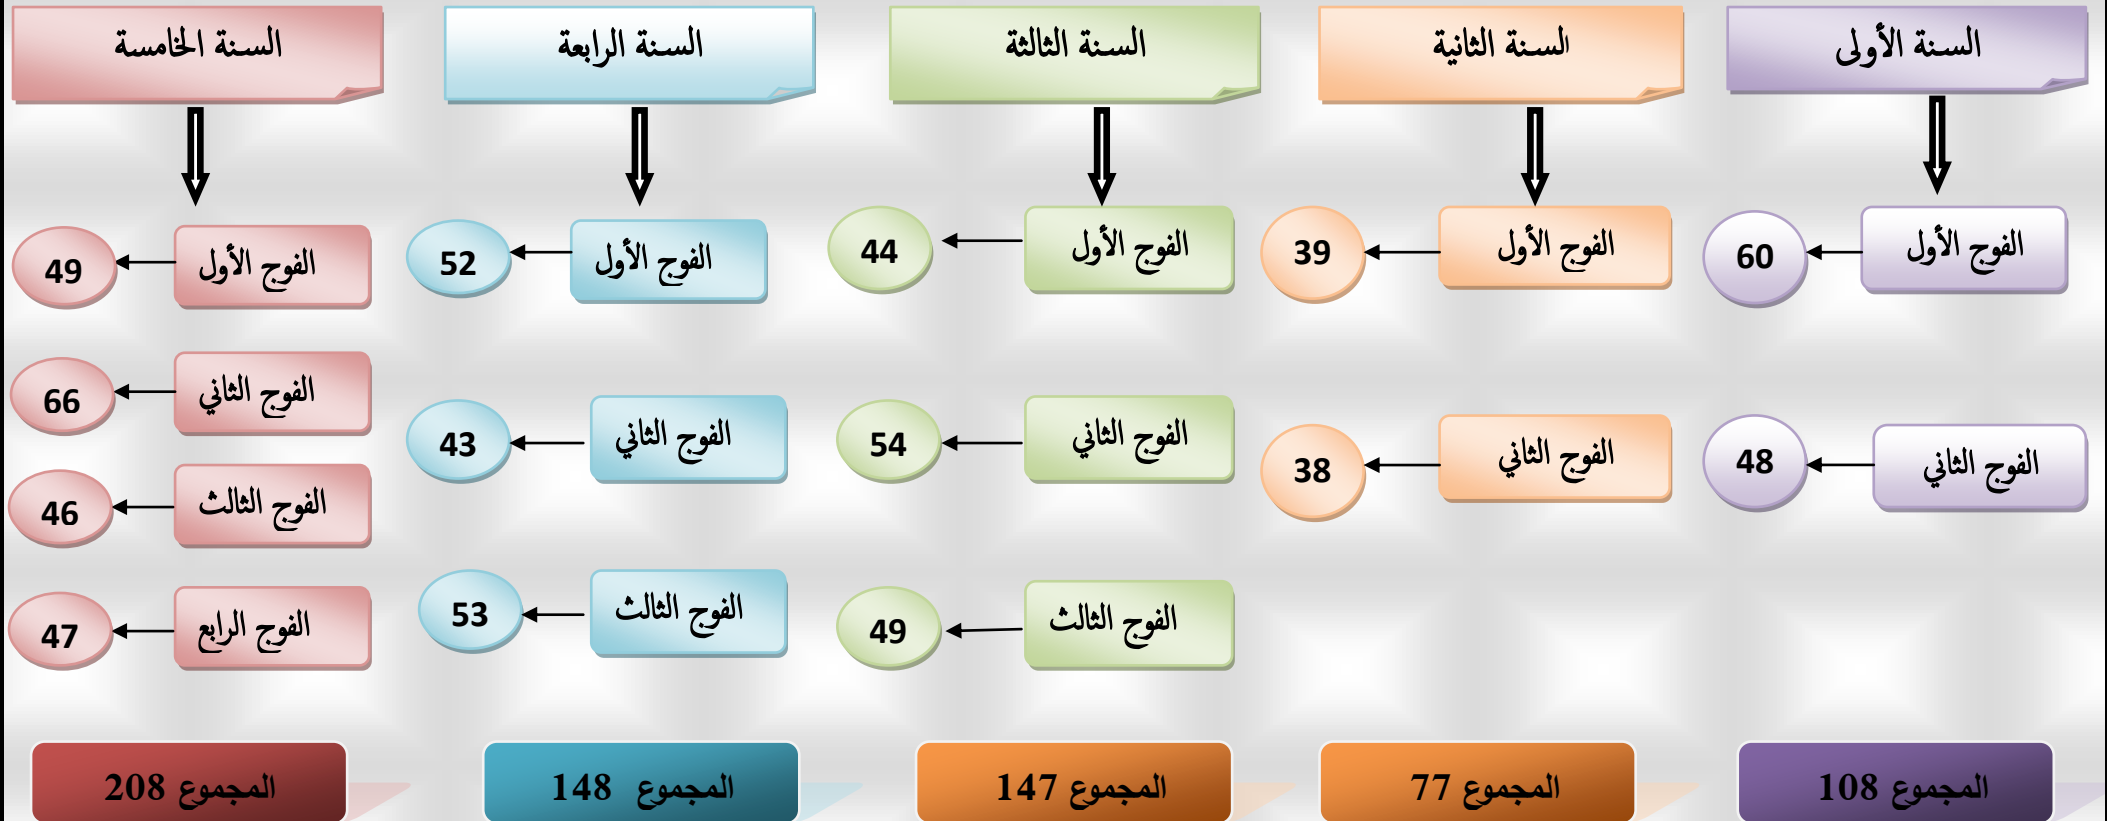 السنة الأولى
السنة الثانية
السنة الثالثة
السنة الرابعة
السنة الخامسة
الفوج الأول
60
الفوج الأول
39
الفوج الأول
44
الفوج الأول
52
الفوج الأول
49
الفوج الثاني
48
الفوج الثاني
38
الفوج الثاني
54
الفوج الثاني
43
الفوج الثاني
66
الفوج الثالث
46
الفوج الثالث
49
الفوج الثالث
53
الفوج الرابع
47
المجموع 108
المجموع 77
المجموع 147
المجموع 148
المجموع 208